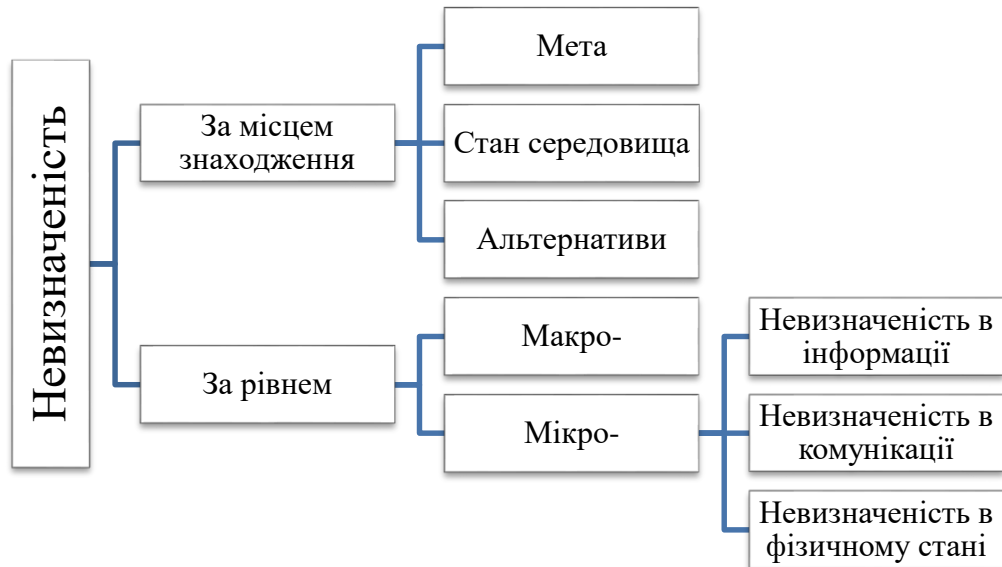 Невизначеність
За місцем
знаходження
Мета
Стан середовища
Альтернативи
За рівнем
Макро-
Мікро-
Невизначеність в
інформації
Невизначеність в
комунікації
Невизначеність в
фізичному стані